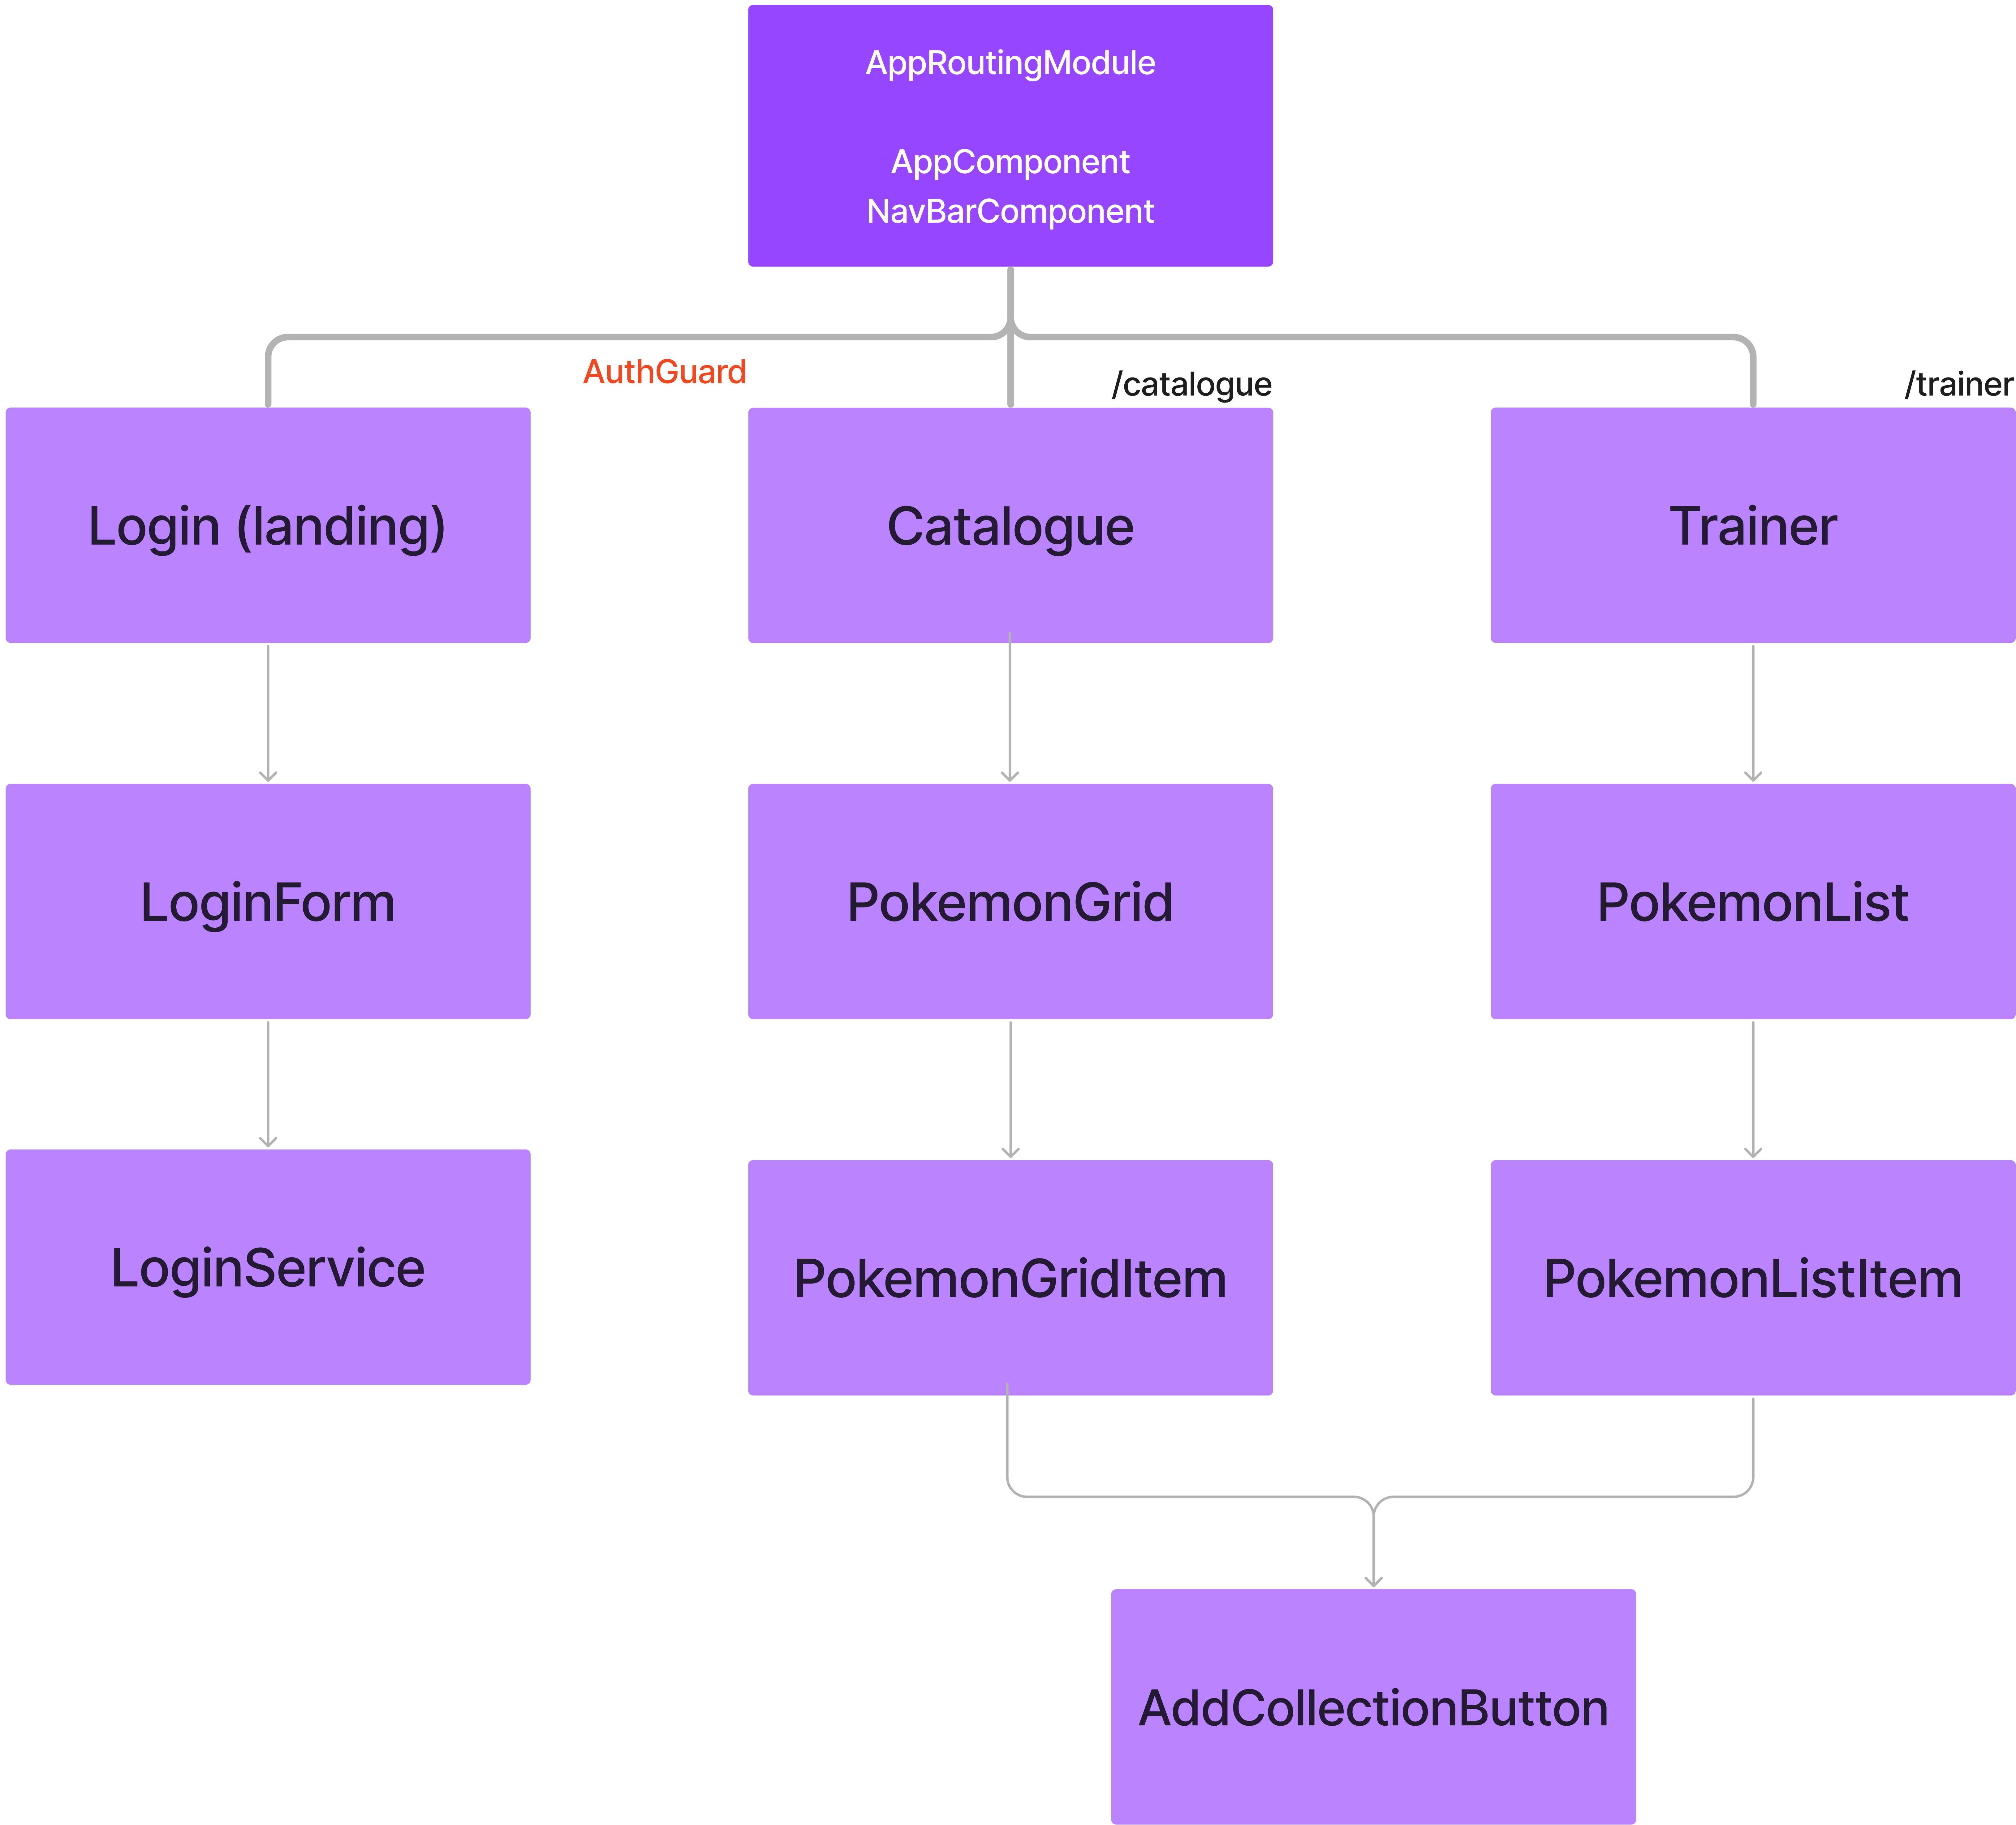 AppRoutingModule
AppComponent
NavBarComponent
AuthGuard
/catalogue
/trainer
Login (landing)
Catalogue
Trainer
LoginForm
PokemonGrid
PokemonList
LoginService
PokemonGridItem
PokemonListItem
AddCollectionButton